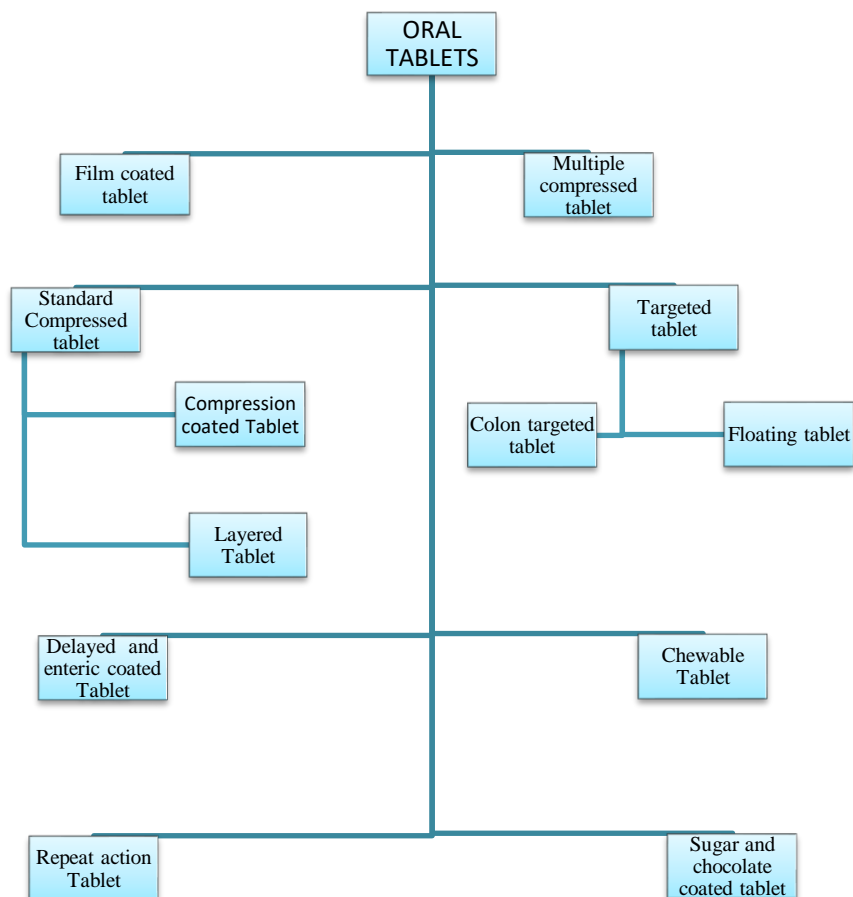 ORAL
TABLETS
Film coated
tablet
Multiple
compressed
tablet
Standard
Compressed
tablet
Targeted
tablet
Compression
coated Tablet
Colon targeted
tablet
Floating tablet
Layered
Tablet
Delayed and
enteric coated
Tablet
Chewable
Tablet
Repeat action
Tablet
Sugar and
chocolate
coated tablet